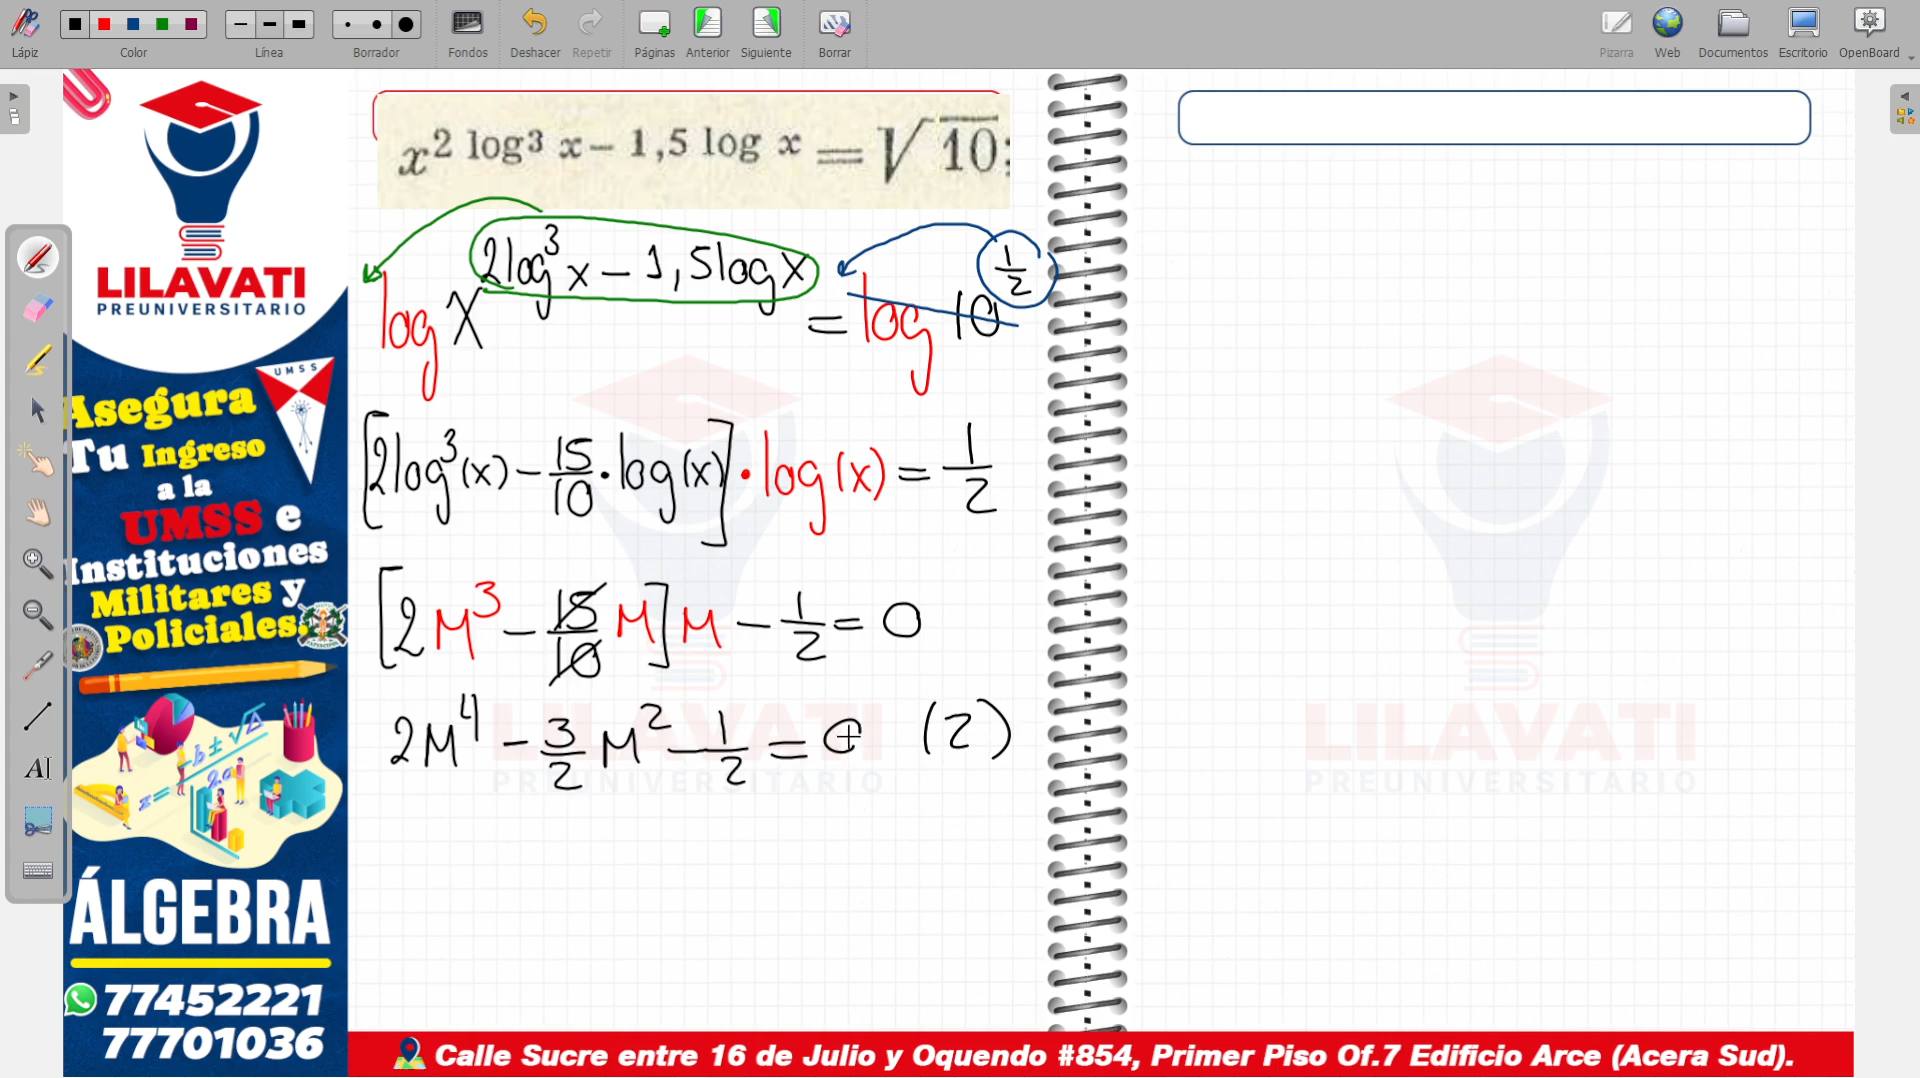 Lápiz
Color
Línea
Borrador
Fondos
Deshacer
Repetir
Páginas
Anterior
Siguiente
Borrar
Pizarra
Web
Documentos
Escritorio
OpenBoard
LILAVATI
PREUNIVERSITARIO
UMSS
Asegura
Tu Ingreso
a la
UMSS e
Instituciones
Militares y
Policiales.
ÁLGEBRA
77452221
77701036
x^{2 log³ x - 1,5 log x} = √10;
log x^{2log³x - 1,5logx} = log 10^{1/2}
[2log³(x) - 15/10 · log(x)] · log(x) = 1/2
[2M³ - 15/10 M] M - 1/2 = 0
2M⁴ - 3/2 M² - 1/2 = 0 (2)
LILAVATI
PREUNIVERSITARIO
LILAVATI
PREUNIVERSITARIO
Calle Sucre entre 16 de Julio y Oquendo #854, Primer Piso Of.7 Edificio Arce (Acera Sud).